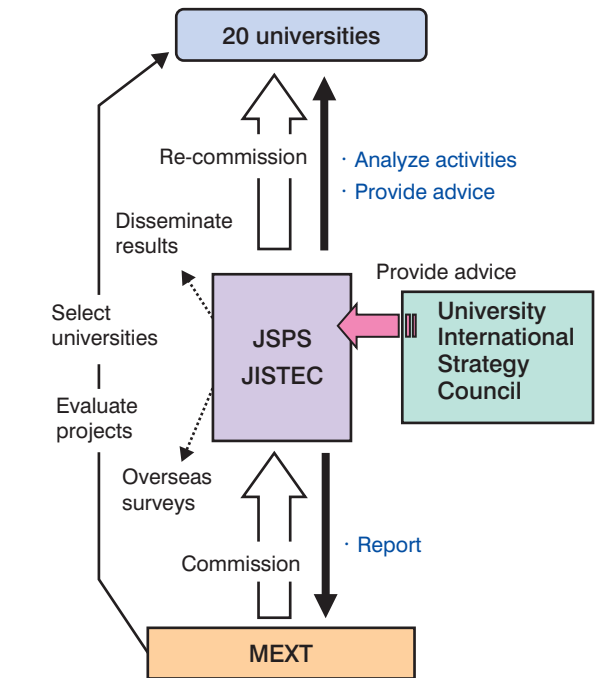 20 universities
Re-commission
· Analyze activities
· Provide advice
Disseminate
results
Provide advice
Select
universities
JSPS
JISTEC
University
International
Strategy
Council
Evaluate
projects
Overseas
surveys
Commission
· Report
MEXT